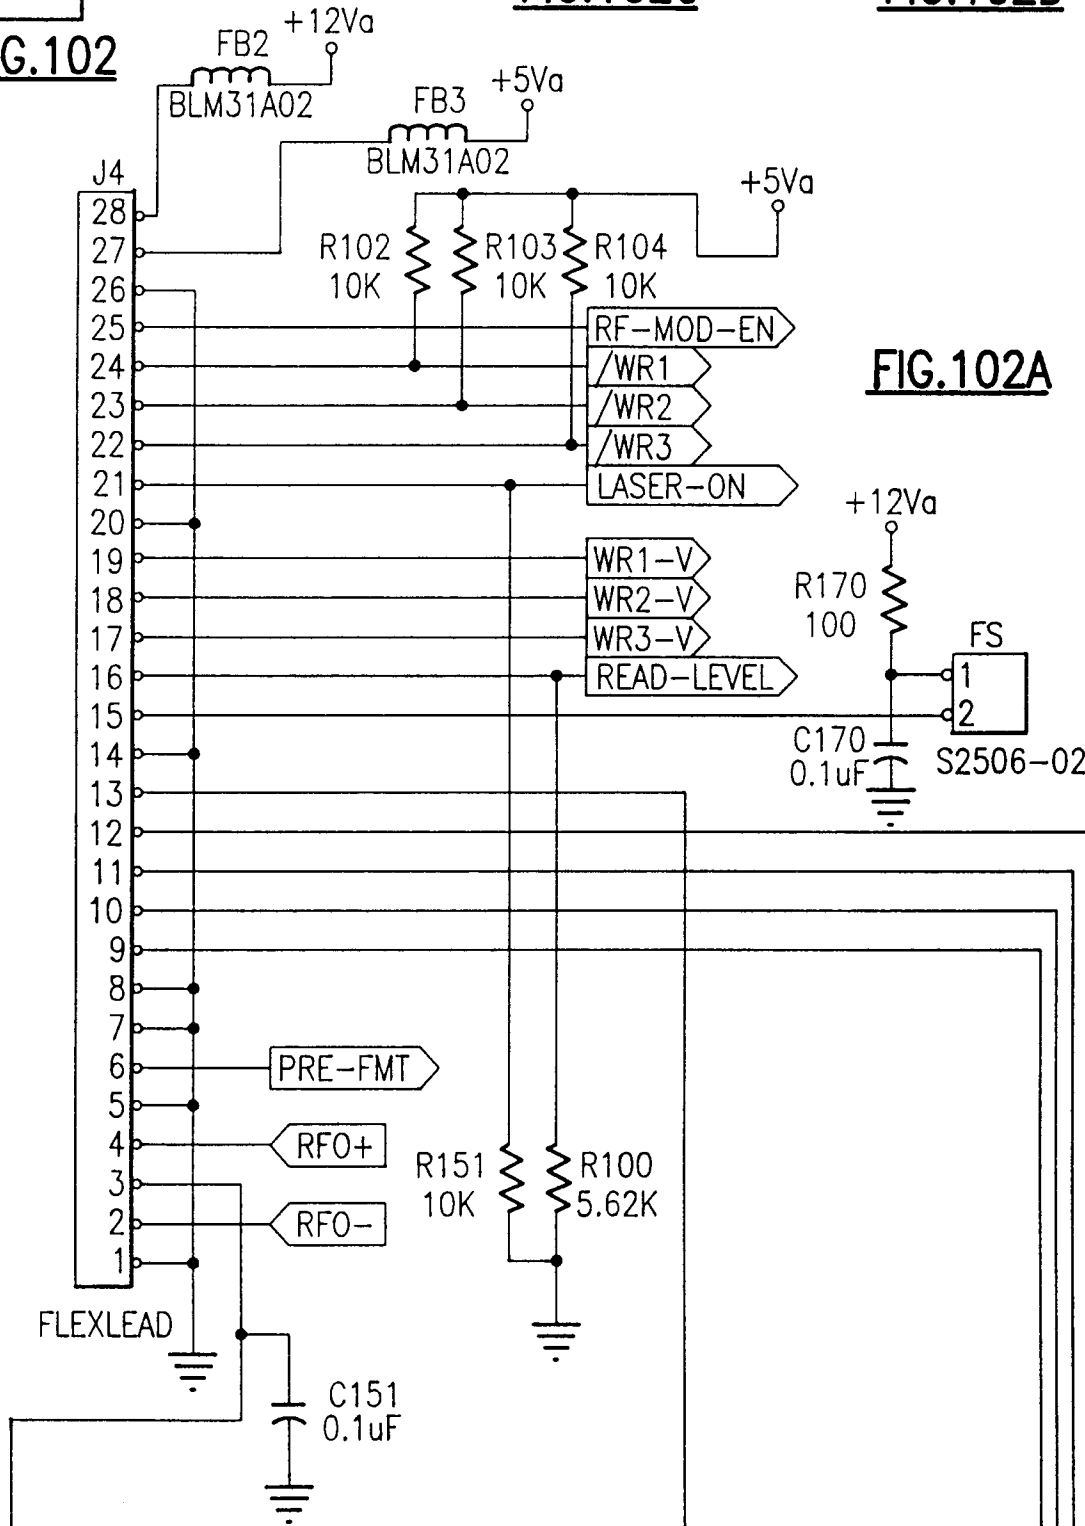 G.102
FB2
+12Va
BLM31A02
FB3
+5Va
BLM31A02
J4
+5Va
28
27
26
25
24
23
22
21
20
19
18
17
16
15
14
13
12
11
10
9
8
7
6
5
4
3
2
1
R102
10K
R103
10K
R104
10K
RF-MOD-EN
/WR1
/WR2
/WR3
LASER-ON
FIG.102A
WR1-V
WR2-V
WR3-V
READ-LEVEL
+12Va
R170
100
FS
1
2
C170
0.1uF
S2506-02
PRE-FMT
RFO+
RFO-
R151
10K
R100
5.62K
FLEXLEAD
C151
0.1uF